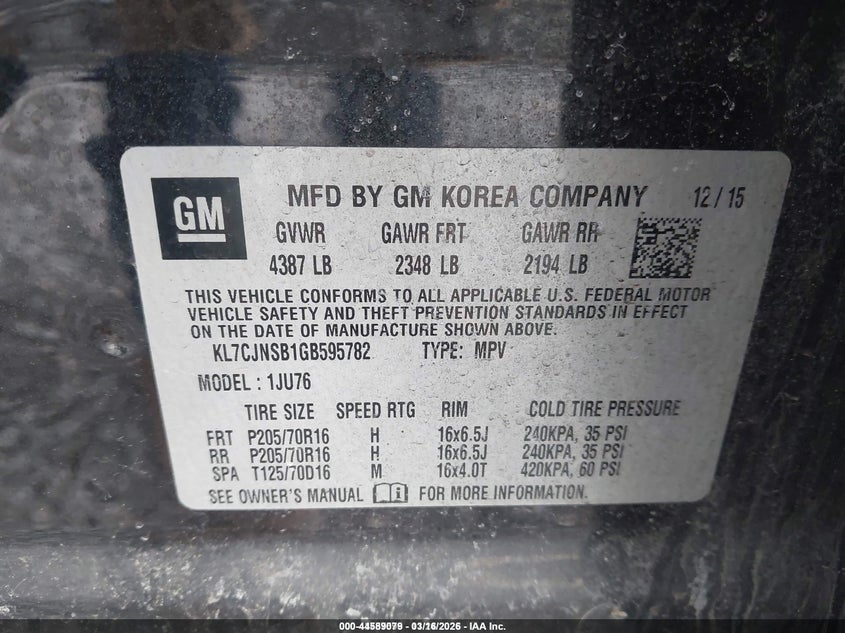 GM
MFD BY GM KOREA COMPANY 12/15
GVWR GAWR FRT GAWR RR
4387 LB 2348 LB 2194 LB
THIS VEHICLE CONFORMS TO ALL APPLICABLE U.S. FEDERAL MOTOR
VEHICLE SAFETY AND THEFT PREVENTION STANDARDS IN EFFECT
ON THE DATE OF MANUFACTURE SHOWN ABOVE.
KL7CJNSB1GB595782 TYPE: MPV
MODEL : 1JU76
TIRE SIZE SPEED RTG RIM COLD TIRE PRESSURE
FRT P205/70R16 H 16x6.5J 240KPA, 35 PSI
RR P205/70R16 H 16x6.5J 240KPA, 35 PSI
SPA T125/70D16 M 16x4.0T 420KPA, 60 PSI
SEE OWNER'S MANUAL i FOR MORE INFORMATION.
000-44589079 - 03/16/2026 - IAA Inc.